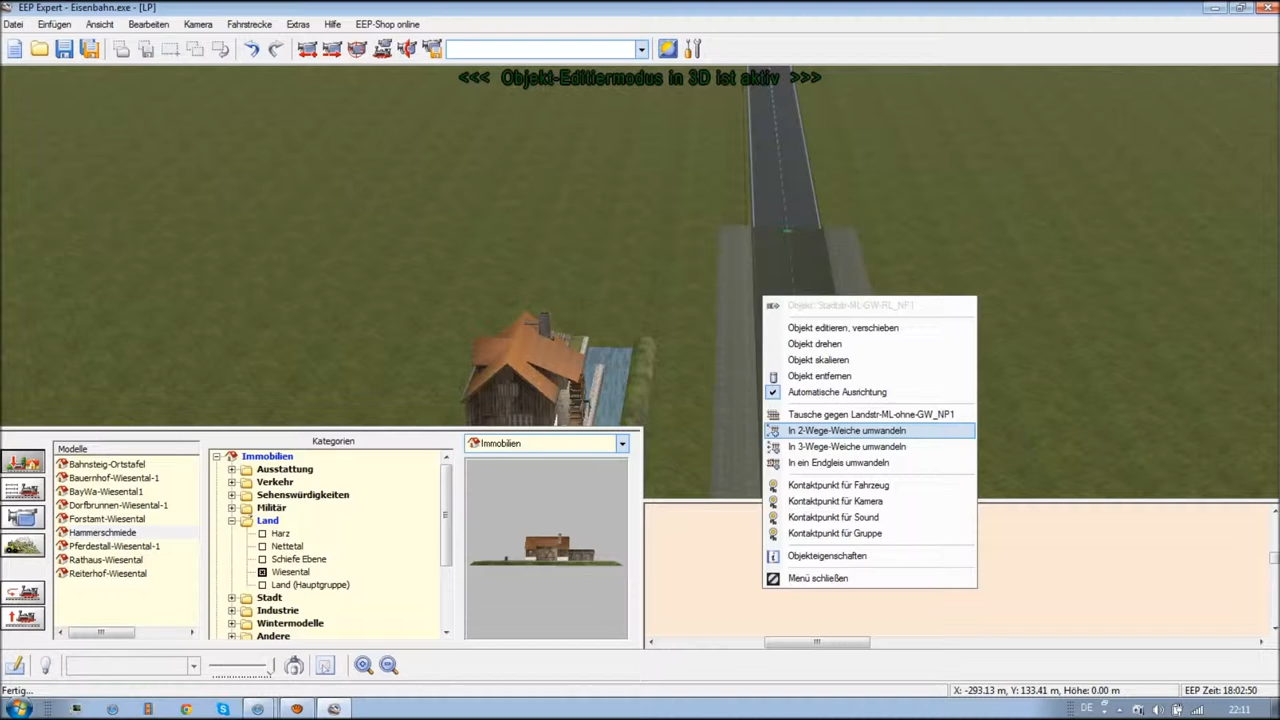 EEP Expert - Eisenbahn.exe - [LP]
Datei Einfügen Ansicht Bearbeiten Kamera Fahrstrecke Extras Hilfe EEP-Shop online
<<< Objekt-Editiermodus in 3D ist aktiv >>>
Objekt: Stadtstr-ML-GW-RL_NP1
Objekt editieren, verschieben
Objekt drehen
Objekt skalieren
Objekt entfernen
Automatische Ausrichtung
Tausche gegen Landstr-ML-ohne-GW_NP1
In 2-Wege-Weiche umwandeln
In 3-Wege-Weiche umwandeln
In ein Endgleis umwandeln
Kontaktpunkt für Fahrzeug
Kontaktpunkt für Kamera
Kontaktpunkt für Sound
Kontaktpunkt für Gruppe
Objekteigenschaften
Menü schließen
Modelle
Bahnsteig-Ortstafel
Bauernhof-Wiesental-1
BayWa-Wiesental1
Dorfbrunnen-Wiesental-1
Forstamt-Wiesental
Hammerschmiede
Pferdestall-Wiesental-1
Rathaus-Wiesental
Reiterhof-Wiesental
Kategorien
Immobilien
Ausstattung
Verkehr
Sehenswürdigkeiten
Militär
Land
Harz
Nettetal
Schiefe Ebene
Wiesental
Land (Hauptgruppe)
Stadt
Industrie
Wintermodelle
Andere
Immobilien
Fertig...
X: -293.13 m, Y: 133.41 m, Höhe: 0.00 m
EEP Zeit: 18:02:50
DE
22:11